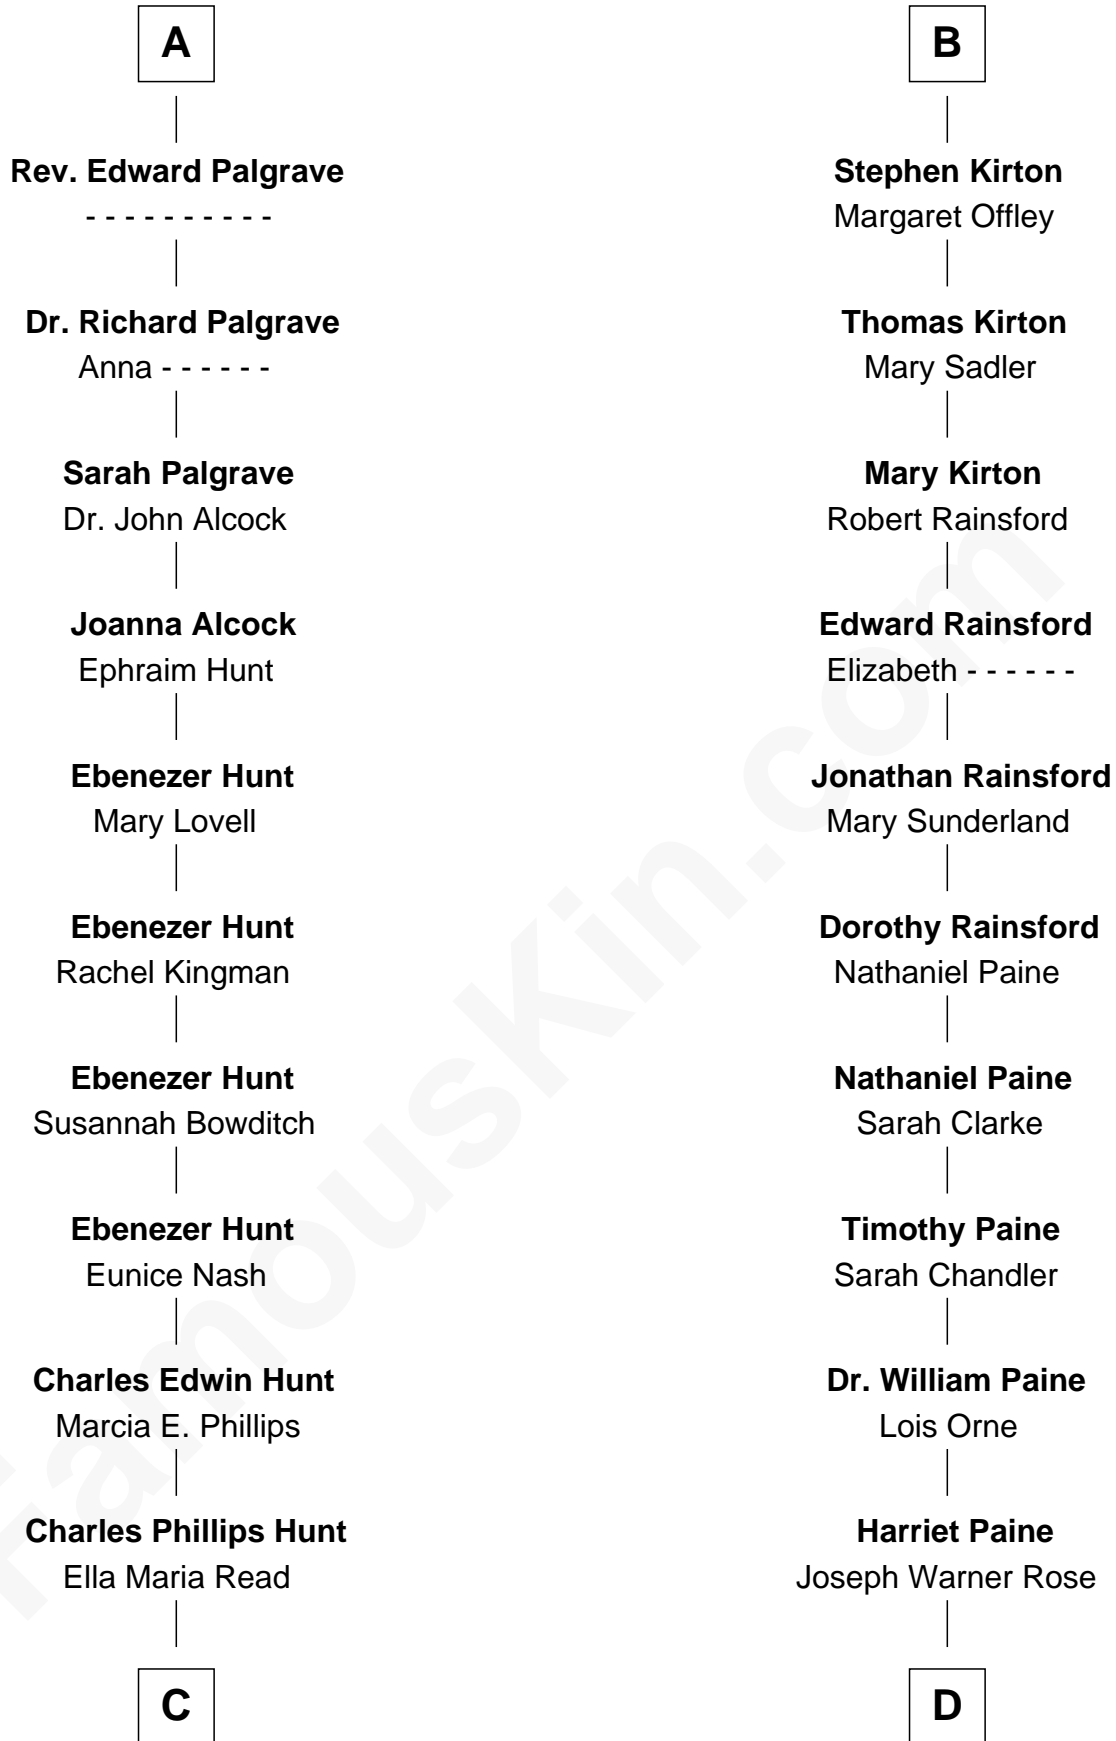 A
Rev. Edward Palgrave
- - - - - - - - - -
Dr. Richard Palgrave
Anna - - - - - -
Sarah Palgrave
Dr. John Alcock
Joanna Alcock
Ephraim Hunt
Ebenezer Hunt
Mary Lovell
Ebenezer Hunt
Rachel Kingman
Ebenezer Hunt
Susannah Bowditch
Ebenezer Hunt
Eunice Nash
Charles Edwin Hunt
Marcia E. Phillips
Charles Phillips Hunt
Ella Maria Read
C
B
Stephen Kirton
Margaret Offley
Thomas Kirton
Mary Sadler
Mary Kirton
Robert Rainsford
Edward Rainsford
Elizabeth - - - - - -
Jonathan Rainsford
Mary Sunderland
Dorothy Rainsford
Nathaniel Paine
Nathaniel Paine
Sarah Clarke
Timothy Paine
Sarah Chandler
Dr. William Paine
Lois Orne
Harriet Paine
Joseph Warner Rose
D
FamousKin.com